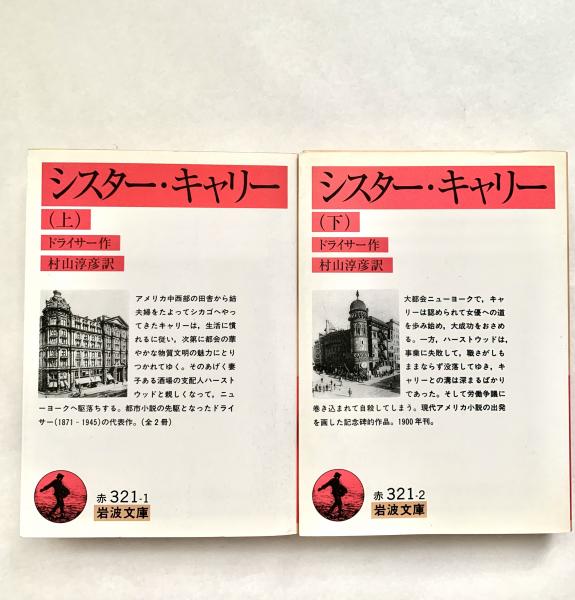 シスター・キャリー
(上)
ドライサー作
村山淳彦訳
アメリカ中西部の田舎から姉
夫婦をたよってシカゴへやっ
てきたキャリーは，生活に慣
れるに従い，次第に都会の華
やかな物質文明の魅力にとり
つかれてゆく。そのあげく妻
子ある酒場の支配人ハースト
ウッドと親しくなって，ニュ
ーヨークへ駆落ちする。都市小説の先駆となったドライ
サー(1871‐1945)の代表作。(全2冊)
赤 321-1
岩波文庫
シスター・キャリー
(下)
ドライサー作
村山淳彦訳
大都会ニューヨークで，キャ
リーは認められて女優への道
を歩み始め，大成功をおさめ
る。一方，ハーストウッドは，
事業に失敗して，職さがしも
ままならず没落してゆき，キ
ャリーとの溝は深まるばかり
であった。そして労働争議に
巻き込まれて自殺してしまう。現代アメリカ小説の出発
を画した記念碑的作品。1900年刊。
赤 321-2
岩波文庫